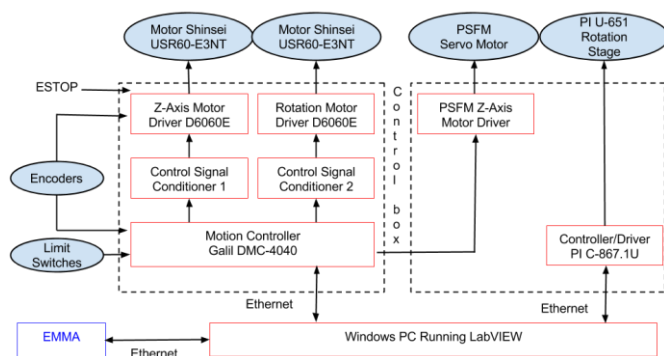 Motor Shinsei
USR60-E3NT
Motor Shinsei
USR60-E3NT
PSFM
Servo Motor
PI U-651
Rotation
Stage
ESTOP
Z-Axis Motor
Driver D6060E
Rotation Motor
Driver D6060E
Control box
PSFM Z-Axis
Motor Driver
Encoders
Control Signal
Conditioner 1
Control Signal
Conditioner 2
Limit
Switches
Motion Controller
Galil DMC-4040
Controller/Driver
PI C-867.1U
Ethernet
Ethernet
EMMA
Ethernet
Windows PC Running LabVIEW